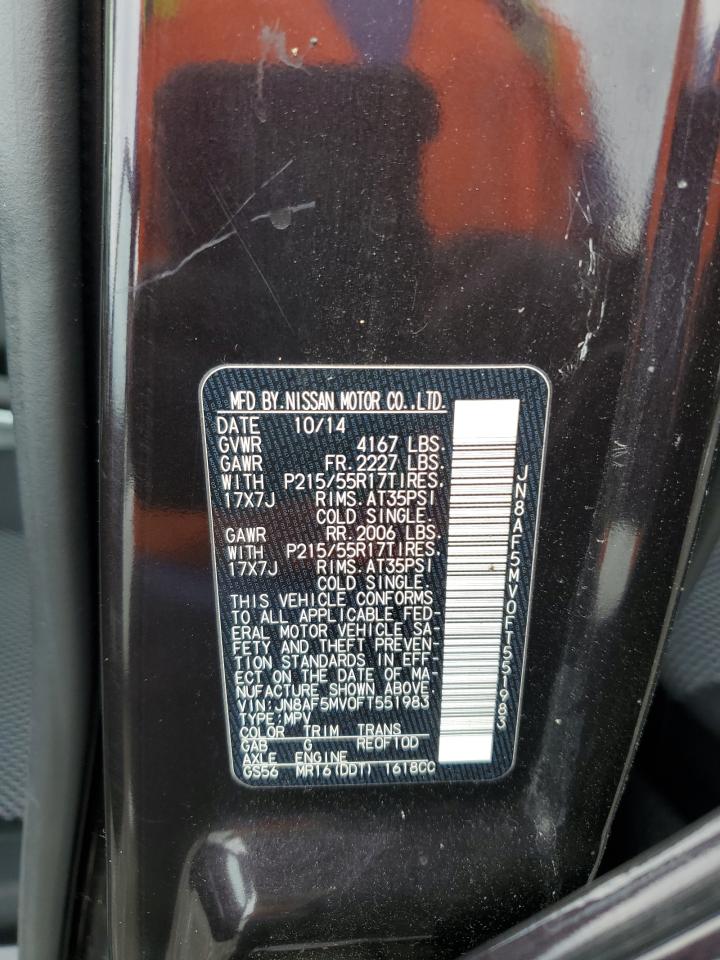 MFD BY.NISSAN MOTOR CO.,LTD.
DATE 10/14
GVWR 4167 LBS.
GAWR FR.2227 LBS.
WITH P215/55R17TIRES.
17X7J RIMS.AT35PSI
COLD SINGLE.
GAWR RR.2006 LBS.
WITH P215/55R17TIRES.
17X7J RIMS.AT35PSI
COLD SINGLE.
THIS VEHICLE CONFORMS
TO ALL APPLICABLE FED-
ERAL MOTOR VEHICLE SA-
FETY AND THEFT PREVEN-
TION STANDARDS IN EFF-
ECT ON THE DATE OF MA-
NUFACTURE SHOWN ABOVE.
VIN:JN8AF5MV0FT551983
TYPE:MPV
COLOR TRIM TRANS
GAB G RE0F10D
AXLE ENGINE
GS56 MR16(DDT) 1618CC
JN8AF5MV0FT551983